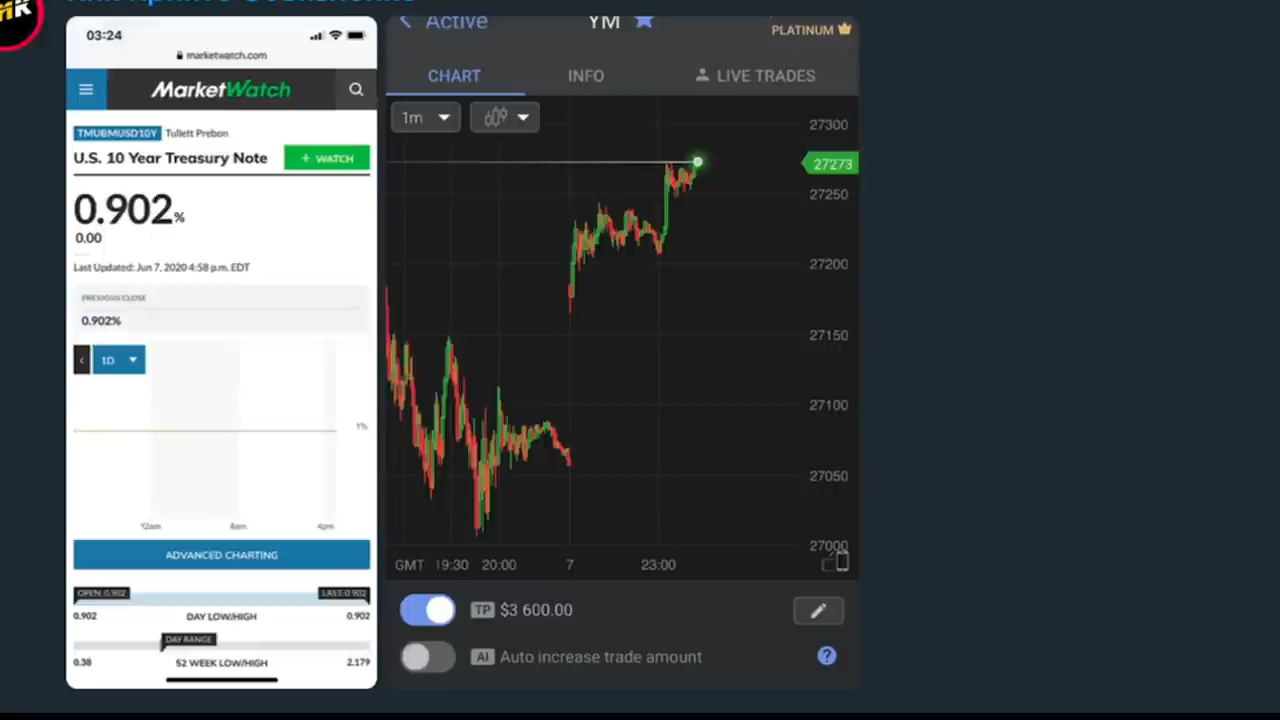 03:24
marketwatch.com
MarketWatch
TMUBMUSD10Y Tullett Prebon
U.S. 10 Year Treasury Note
+ WATCH
0.902%
0.00
Last Updated: Jun 7, 2020 4:58 p.m. EDT
PREVIOUS CLOSE
0.902%
1D
1%
12am 8am 4pm
ADVANCED CHARTING
OPEN: 0.902 LAST: 0.902
0.902 DAY LOW/HIGH 0.902
DAY RANGE
0.38 52 WEEK LOW/HIGH 2.179
Active YM PLATINUM
CHART INFO LIVE TRADES
1m
27300
27273
27250
27200
27150
27100
27050
27000
GMT 19:30 20:00 7 23:00
TP $3 600.00
AI Auto increase trade amount
?